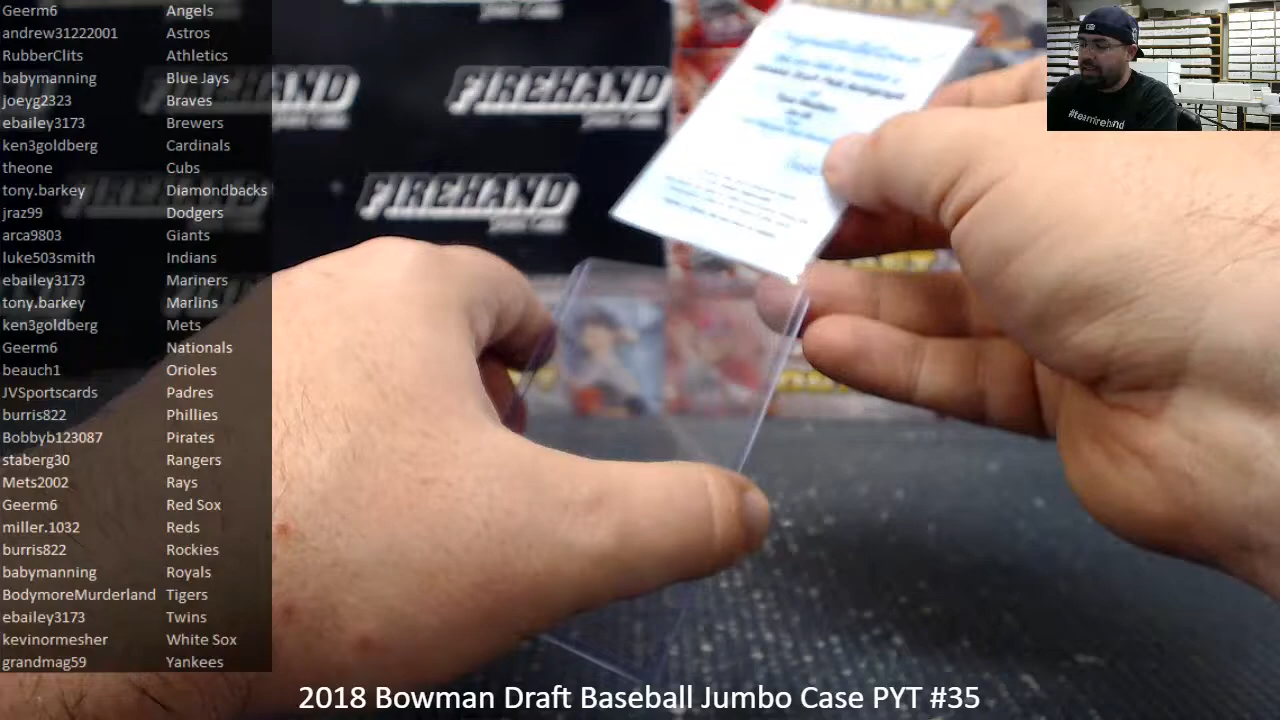 Geerm6 Angels
andrew31222001 Astros
RubberClits Athletics
babymanning Blue Jays
joeyg2323 Braves
ebailey3173 Brewers
ken3goldberg Cardinals
theone Cubs
tony.barkey Diamondbacks
jraz99 Dodgers
arca9803 Giants
luke503smith Indians
ebailey3173 Mariners
tony.barkey Marlins
ken3goldberg Mets
Geerm6 Nationals
beauch1 Orioles
JVSportscards Padres
burris822 Phillies
Bobbyb123087 Pirates
staberg30 Rangers
Mets2002 Rays
Geerm6 Red Sox
miller.1032 Reds
burris822 Rockies
babymanning Royals
BodymoreMurderland Tigers
ebailey3173 Twins
kevinormesher White Sox
grandmag59 Yankees
FIREHAND
FIREHAND
FIREHAND
#teamfirehand
2018 Bowman Draft Baseball Jumbo Case PYT #35